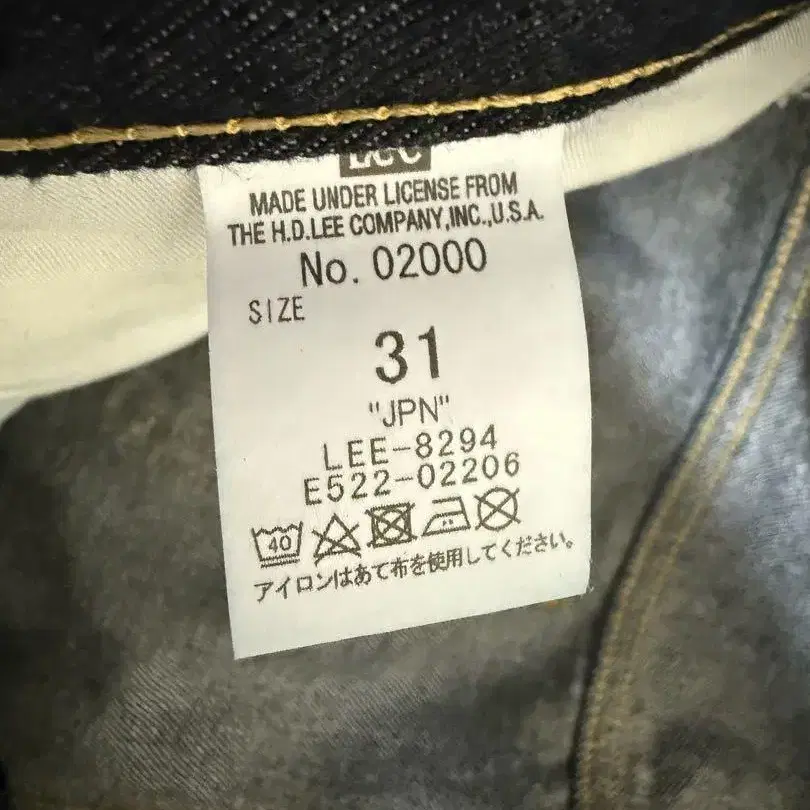 Lee
MADE UNDER LICENSE FROM
THE H.D.LEE COMPANY,INC.,U.S.A.
No. 02000
SIZE
31
"JPN"
LEE-8294
E522-02206
40
アイロンはあて布を使用してください。